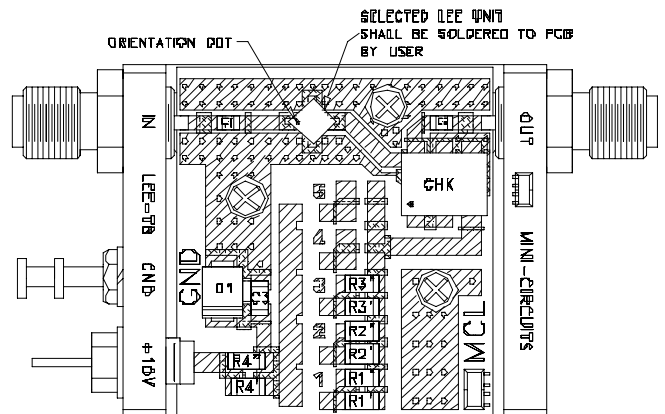 SELECTED LEE UNIT
SHALL BE SOLDERED TO PCB
BY USER
ORIENTATION DOT
IN
OUT
LEE-TB
GND
+16V
GND
CHK
D1
C3
5
4
3
2
1
R3"
R3'
R2"
R2'
R1"
R1'
R4"
R4'
MCL
MINI-CIRCUITS